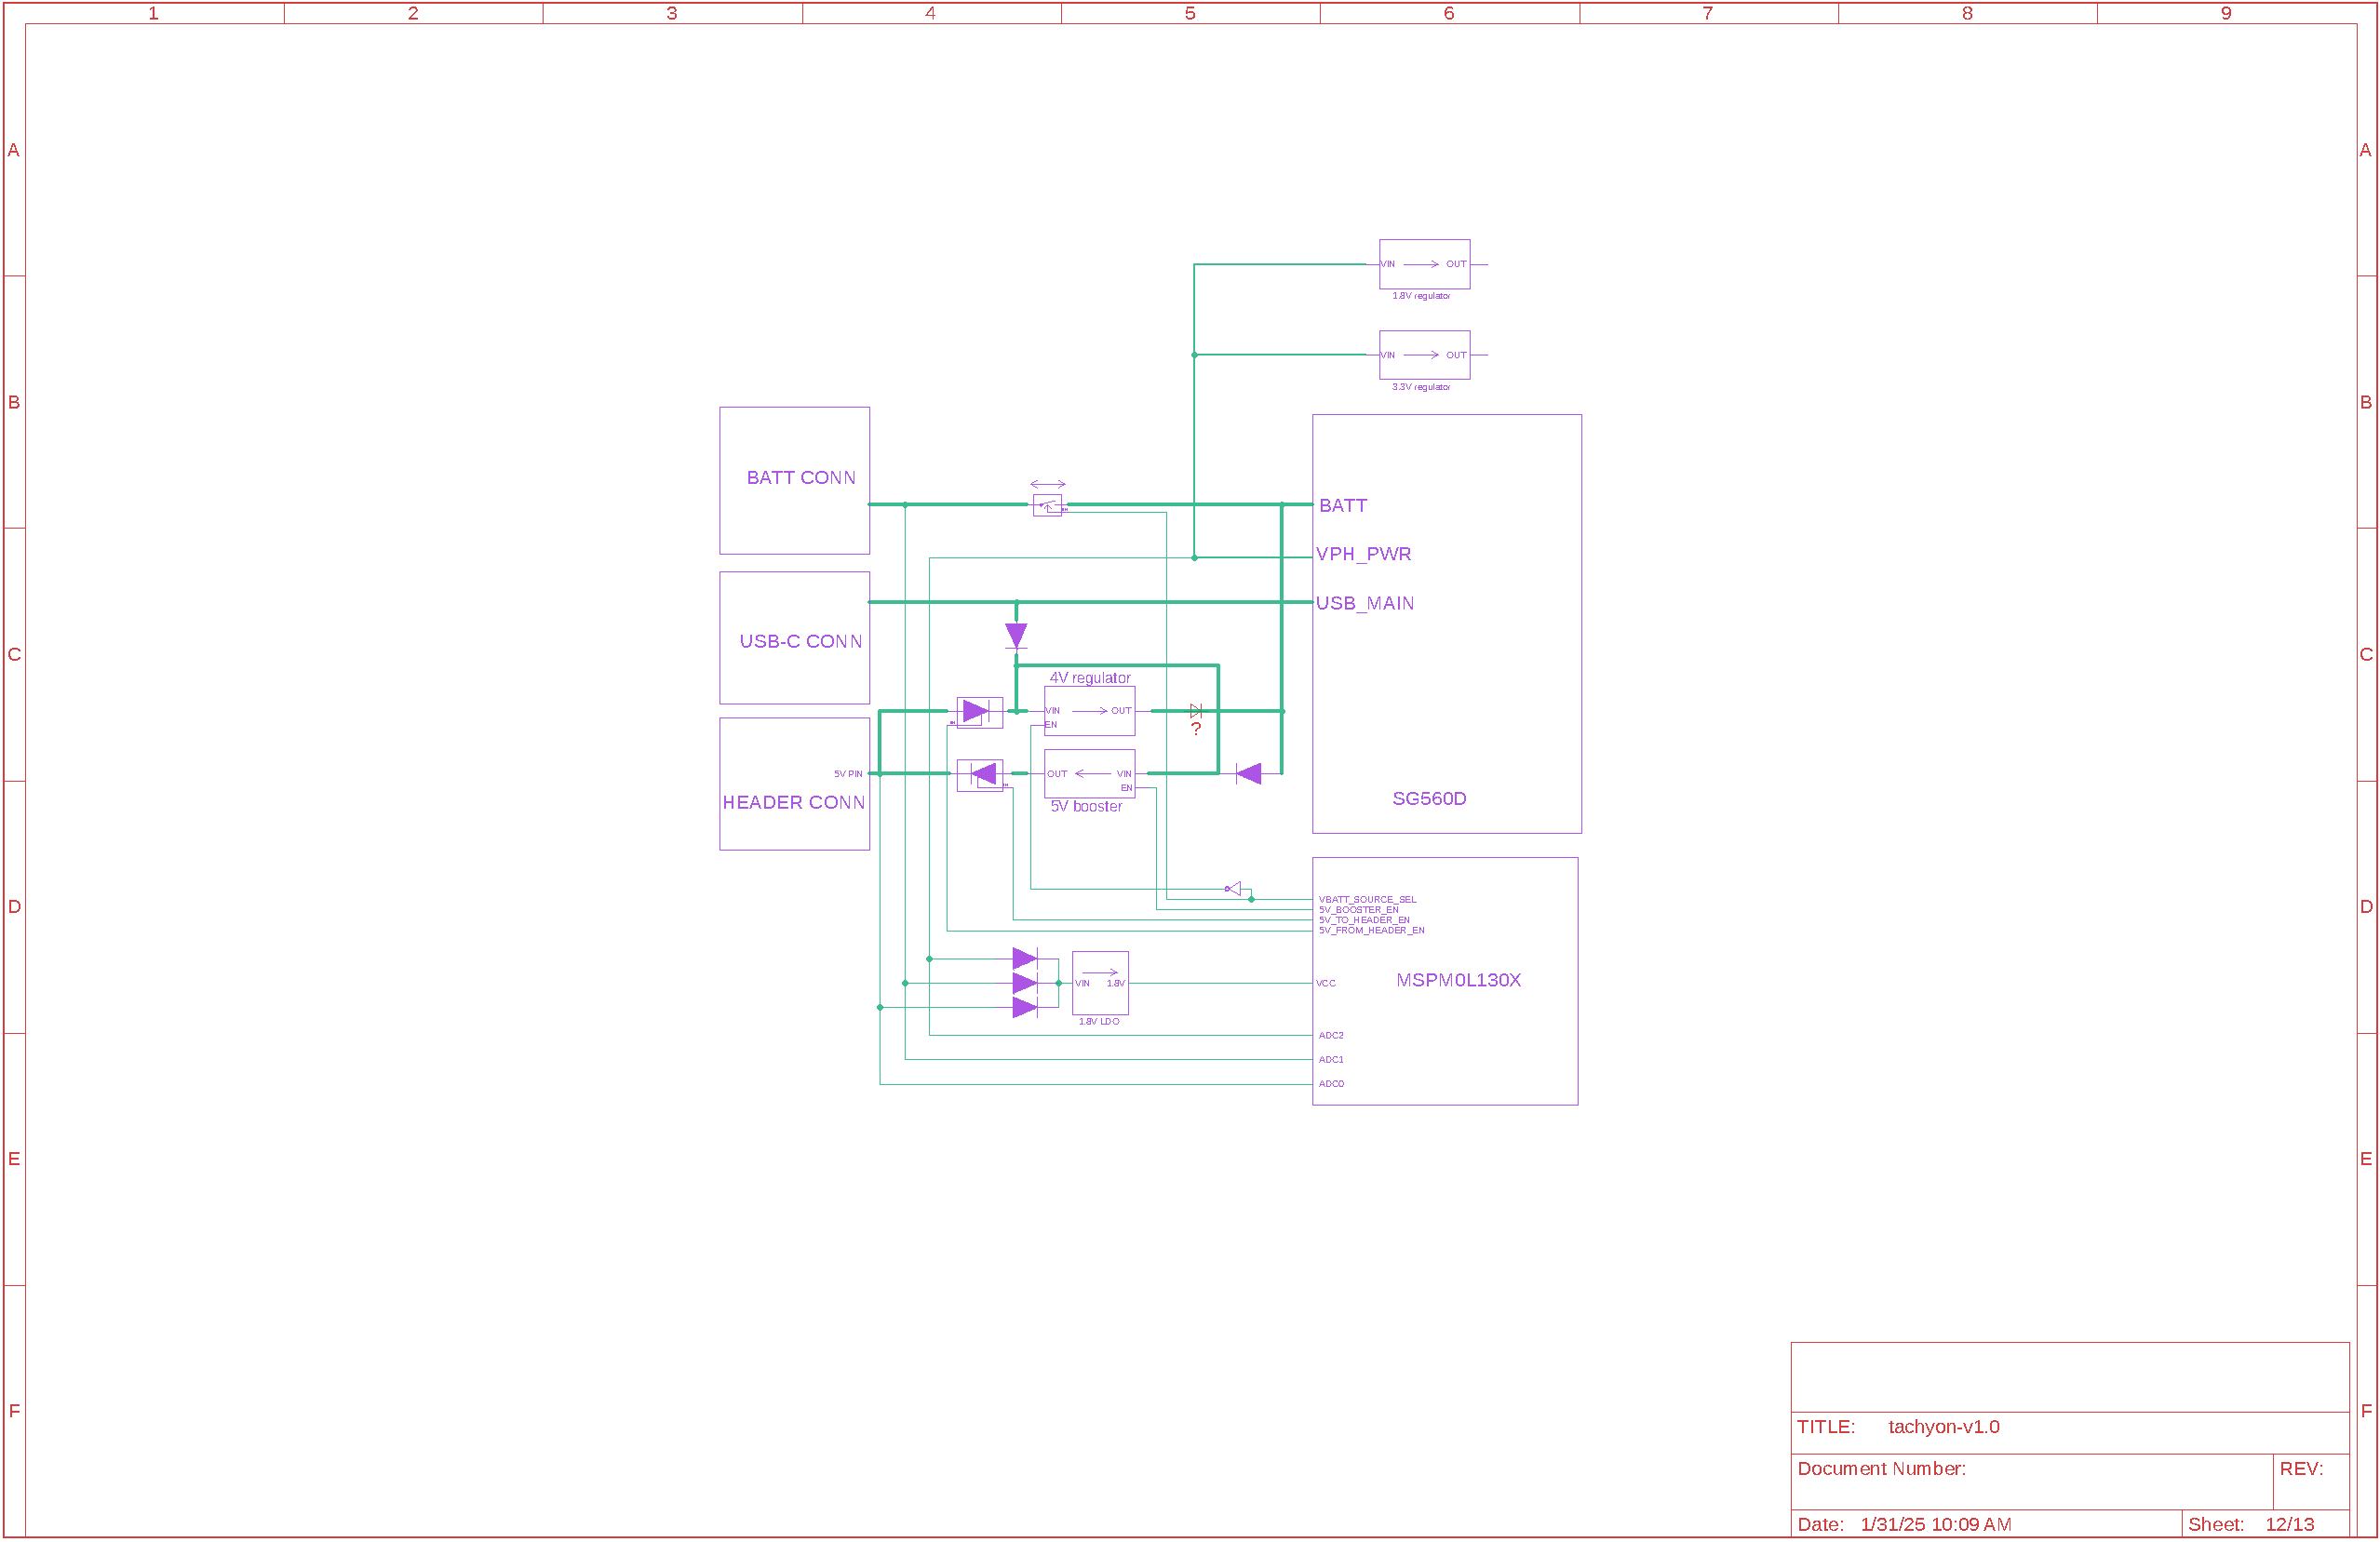 1 2 3 4 5 6 7 8 9
A A
VIN OUT
1.8V regulator
VIN OUT
3.3V regulator
B B
BATT CONN
BATT
VPH_PWR
USB_MAIN
USB-C CONN
C C
4V regulator
VIN OUT
EN
?
5V PIN
OUT VIN
EN
HEADER CONN
5V booster
SG560D
D D
VBATT_SOURCE_SEL
5V_BOOSTER_EN
5V_TO_HEADER_EN
5V_FROM_HEADER_EN
MSPM0L130X
VIN 1.8V
VCC
1.8V LDO
ADC2
ADC1
ADC0
E E
F F
TITLE: tachyon-v1.0
Document Number: REV:
Date: 1/31/25 10:09 AM Sheet: 12/13